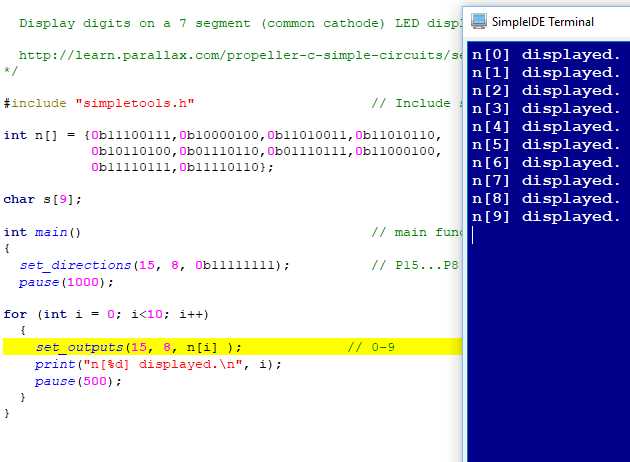 Display digits on a 7 segment (common cathode) LED displ
http://learn.parallax.com/propeller-c-simple-circuits/se
*/
#include "simpletools.h" // Include s
int n[] = {0b11100111,0b10000100,0b11010011,0b11010110,
0b10110100,0b01110110,0b01110111,0b11000100,
0b11110111,0b11110110};
char s[9];
int main() // main func
{
set_directions(15, 8, 0b11111111); // P15...P8
pause(1000);
for (int i = 0; i<10; i++)
{
set_outputs(15, 8, n[i] ); // 0-9
print("n[%d] displayed.\n", i);
pause(500);
}
}
SimpleIDE Terminal
n[0] displayed.
n[1] displayed.
n[2] displayed.
n[3] displayed.
n[4] displayed.
n[5] displayed.
n[6] displayed.
n[7] displayed.
n[8] displayed.
n[9] displayed.